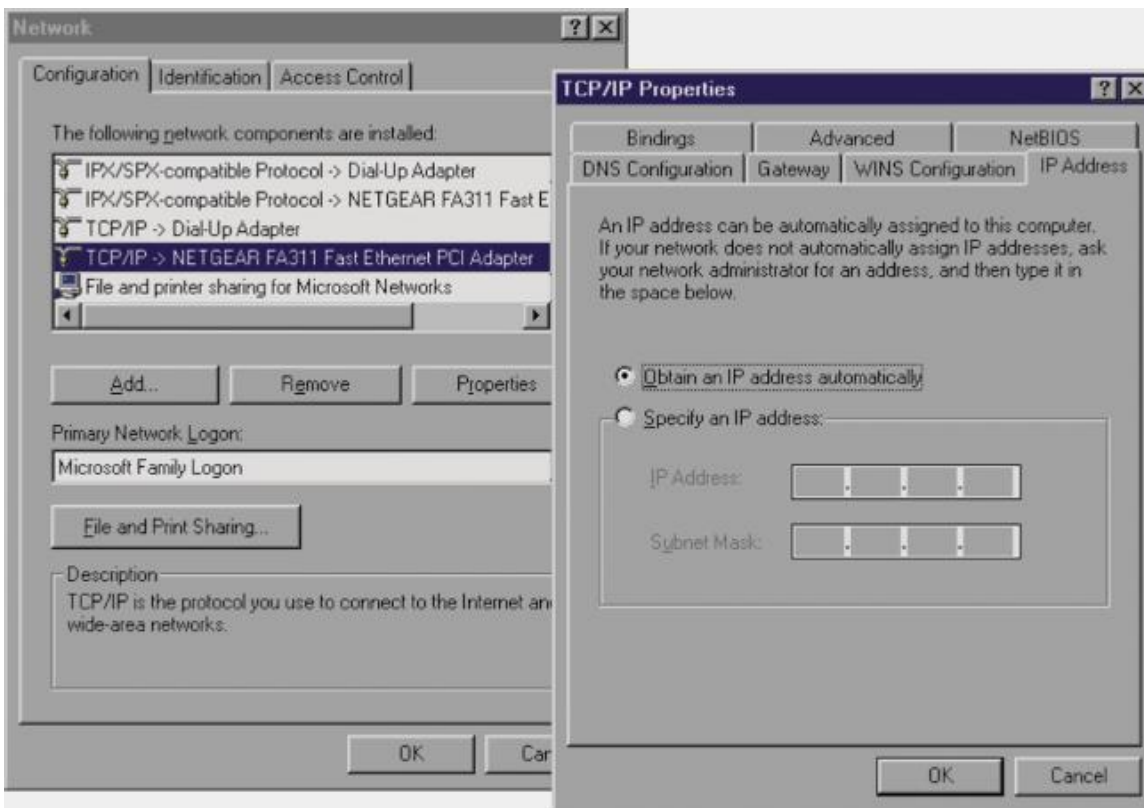 Network
Configuration
Identification
Access Control
The following network components are installed:
IPX/SPX-compatible Protocol -> Dial-Up Adapter
IPX/SPX-compatible Protocol -> NETGEAR FA311 Fast E
TCP/IP -> Dial-Up Adapter
TCP/IP -> NETGEAR FA311 Fast Ethernet PCI Adapter
File and printer sharing for Microsoft Networks
Add...
Remove
Properties
Primary Network Logon:
Microsoft Family Logon
File and Print Sharing...
Description
TCP/IP is the protocol you use to connect to the Internet an
wide-area networks.
OK
Can
TCP/IP Properties
Bindings
Advanced
NetBIOS
DNS Configuration
Gateway
WINS Configuration
IP Address
An IP address can be automatically assigned to this computer.
If your network does not automatically assign IP addresses, ask
your network administrator for an address, and then type it in
the space below.
Obtain an IP address automatically
Specify an IP address:
IP Address:
Subnet Mask:
OK
Cancel